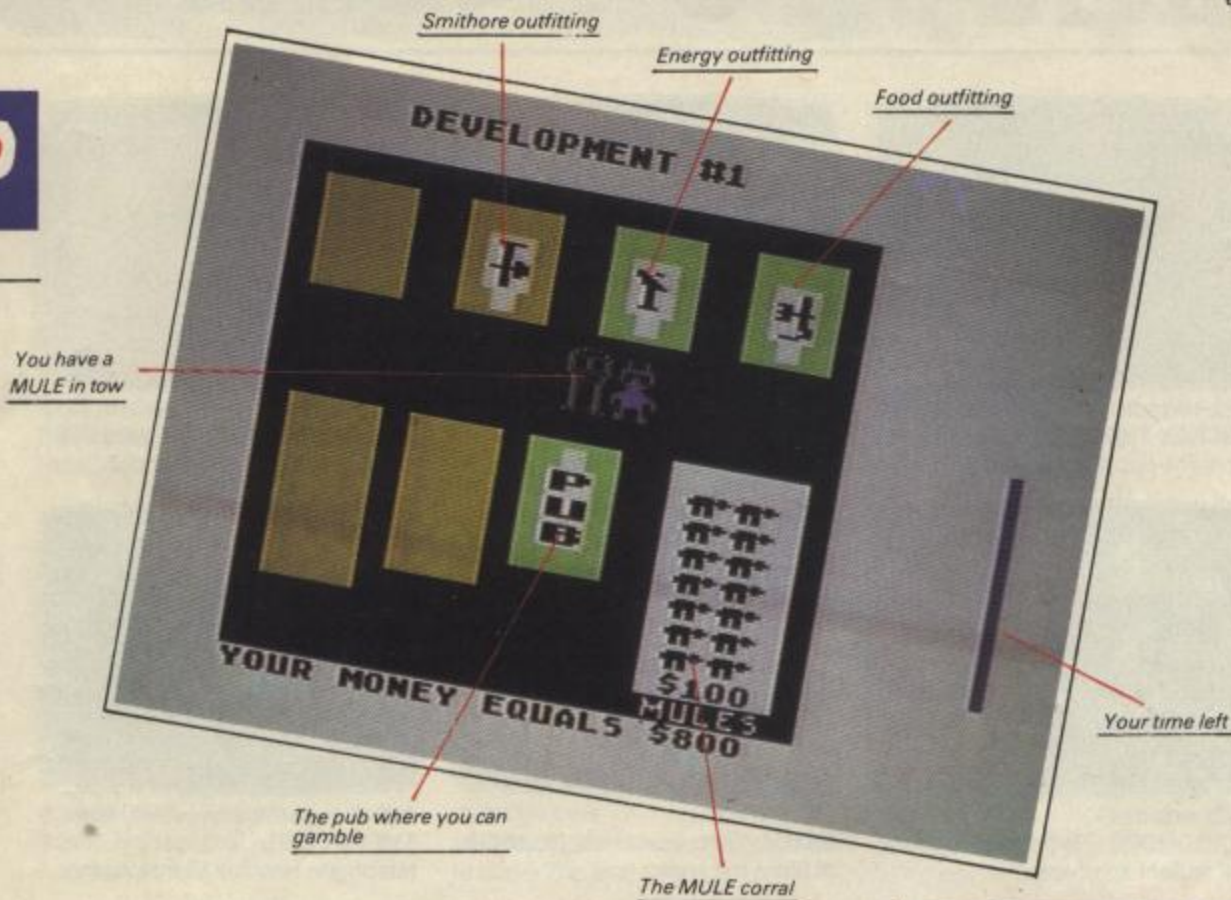 Smithore outfitting
Energy outfitting
Food outfitting
DEVELOPMENT #1
You have a
MULE in tow
PUB
$100
MULES
YOUR MONEY EQUALS $800
Your time left
The pub where you can
gamble
The MULE corral